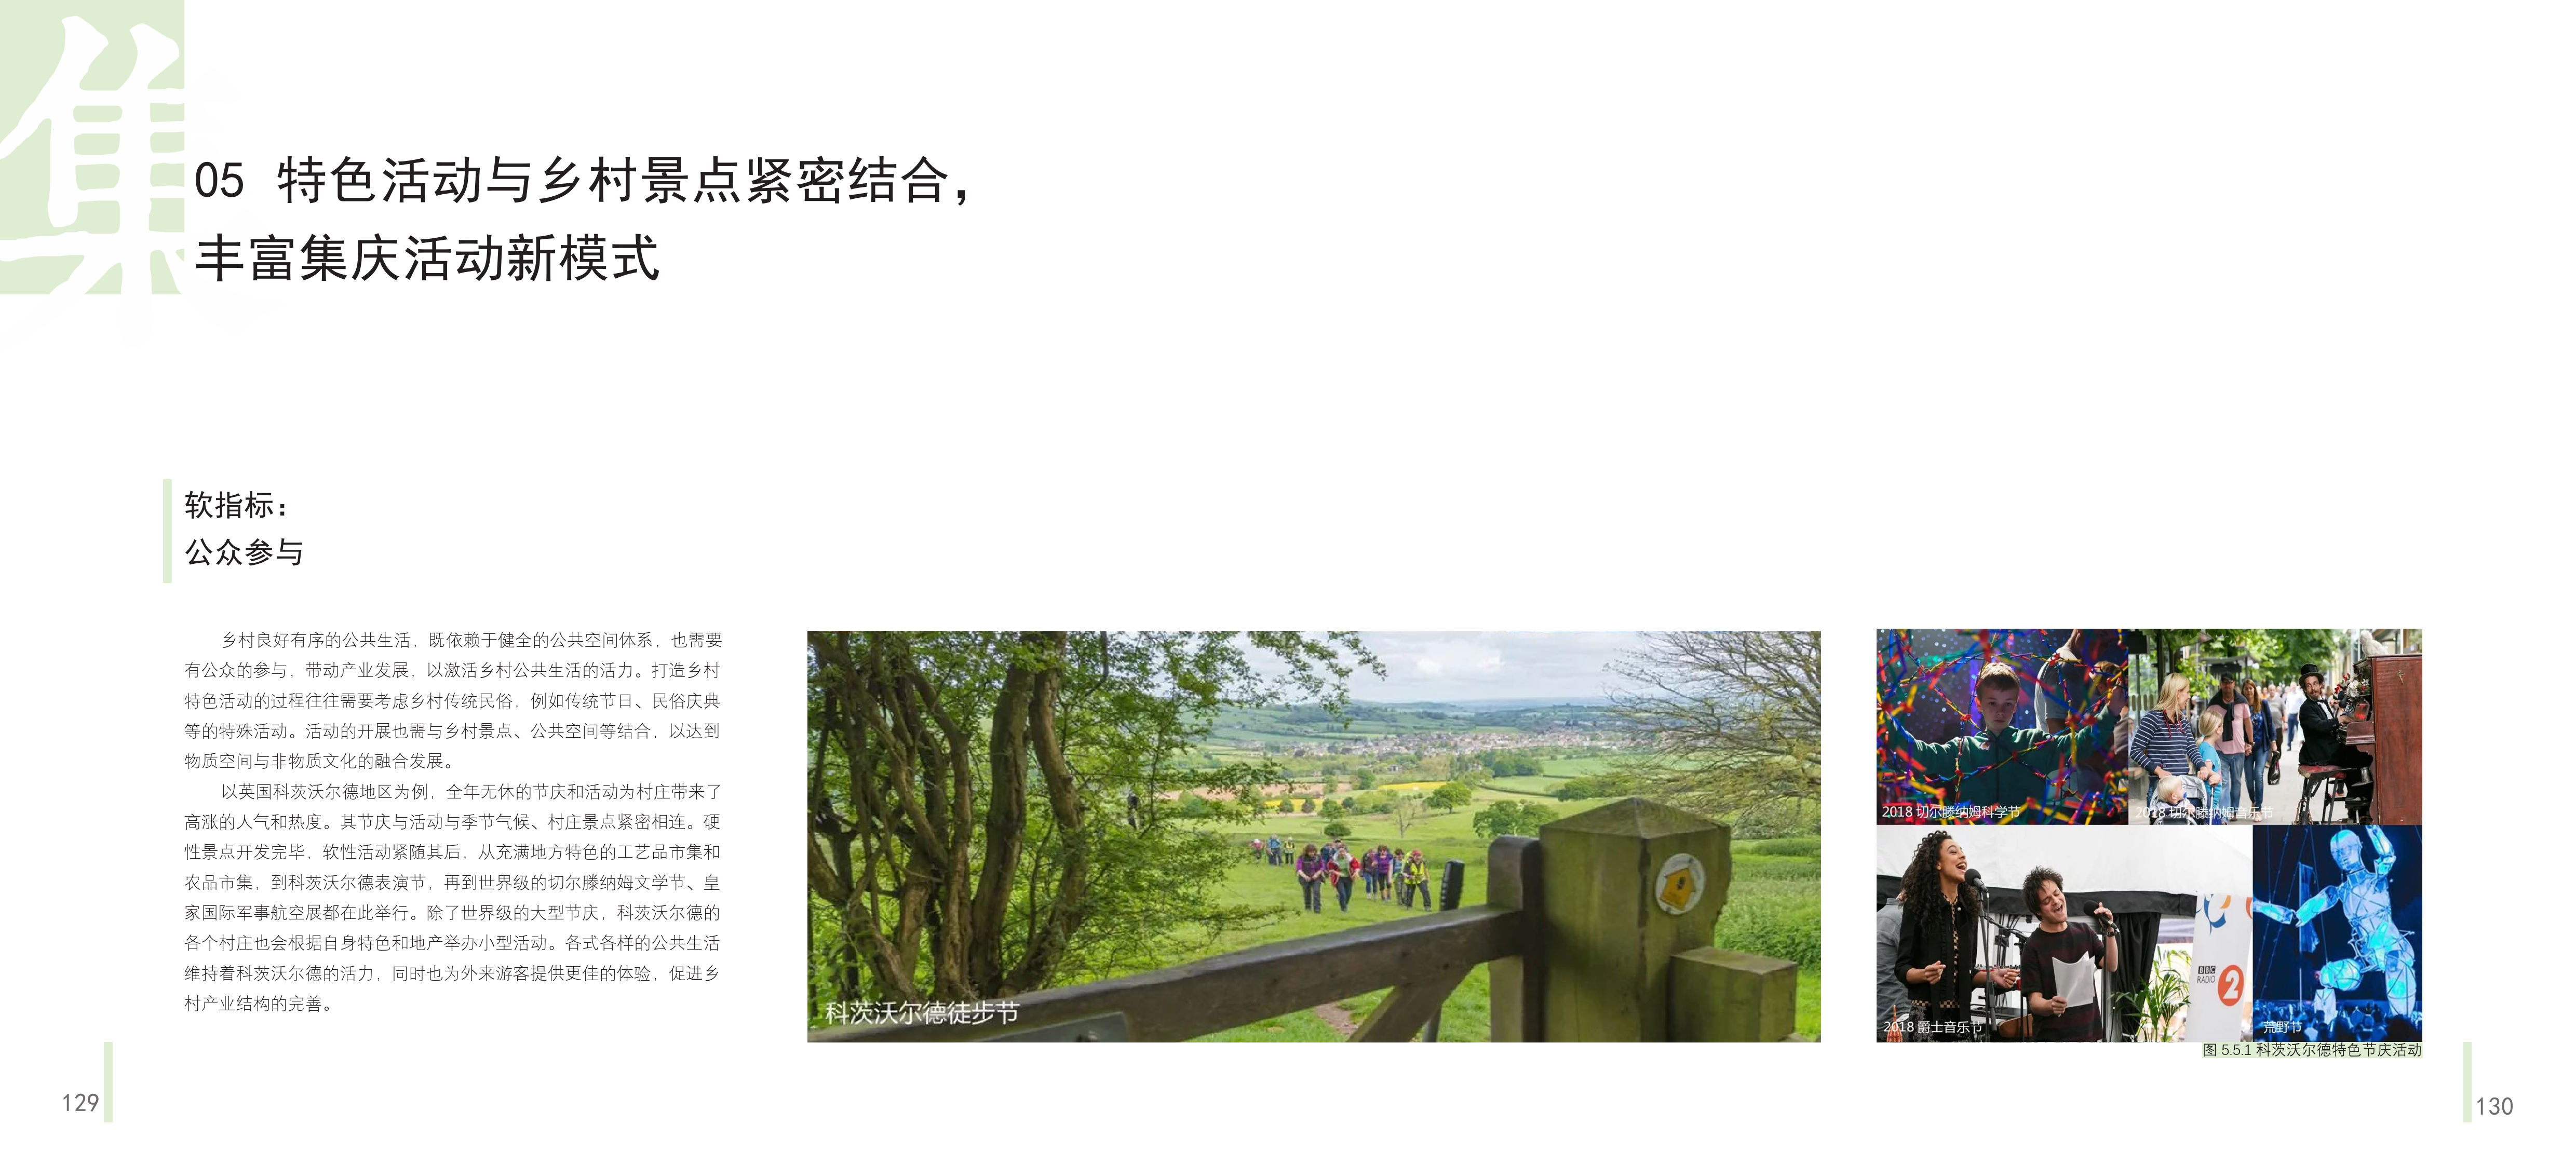 集
05 特色活动与乡村景点紧密结合，
丰富集庆活动新模式
软指标：
公众参与
乡村良好有序的公共生活，既依赖于健全的公共空间体系，也需要
有公众的参与，带动产业发展，以激活乡村公共生活的活力。打造乡村
特色活动的过程往往需要考虑乡村传统民俗，例如传统节日、民俗庆典
等的特殊活动。活动的开展也需与乡村景点、公共空间等结合，以达到
物质空间与非物质文化的融合发展。
以英国科茨沃尔德地区为例，全年无休的节庆和活动为村庄带来了
高涨的人气和热度。其节庆与活动与季节气候、村庄景点紧密相连。硬
性景点开发完毕，软性活动紧随其后，从充满地方特色的工艺品市集和
农品市集，到科茨沃尔德表演节，再到世界级的切尔滕纳姆文学节、皇
家国际军事航空展都在此举行。除了世界级的大型节庆，科茨沃尔德的
各个村庄也会根据自身特色和地产举办小型活动。各式各样的公共生活
维持着科茨沃尔德的活力，同时也为外来游客提供更佳的体验，促进乡
村产业结构的完善。
科茨沃尔德徒步节
2018 切尔滕纳姆科学节
2018 切尔滕纳姆音乐节
BBC
RADIO 2
2018 爵士音乐节
荒野节
图 5.5.1 科茨沃尔德特色节庆活动
129
130